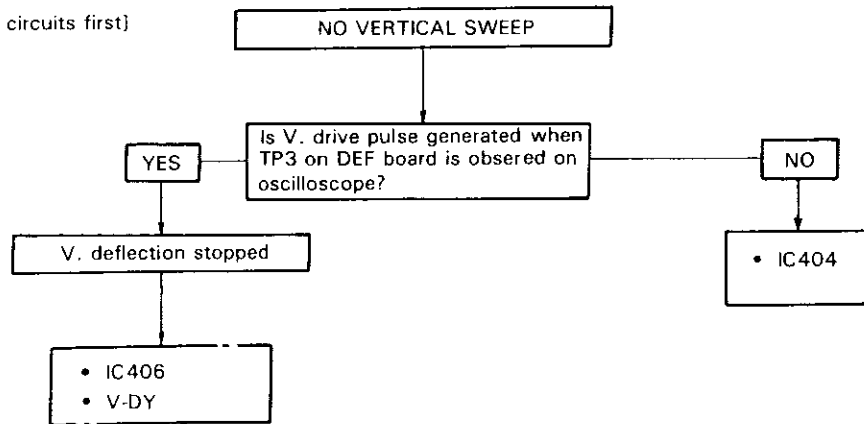 circuits first}
NO VERTICAL SWEEP
Is V. drive pulse generated when
TP3 on DEF board is obsered on
oscilloscope?
YES
NO
V. deflection stopped
• IC404
• IC406
• V-DY